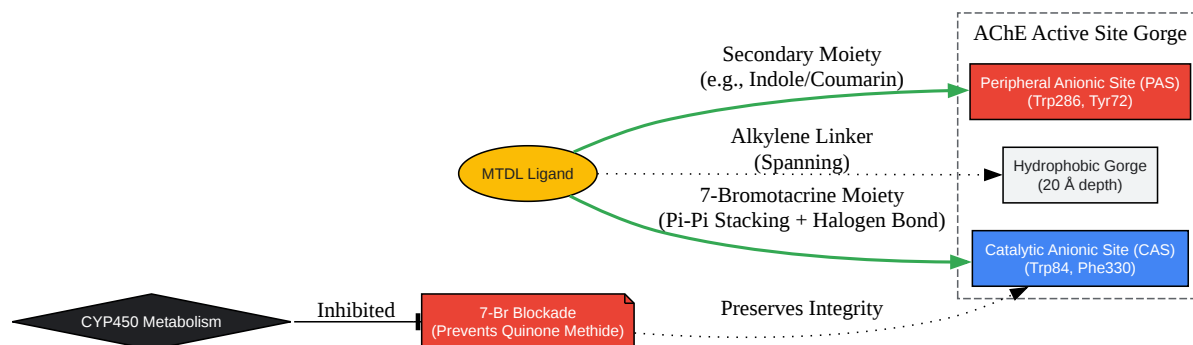 AChE Active Site Gorge
Secondary Moiety
(e.g., Indole/Coumarin)
Peripheral Anionic Site (PAS)
(Trp286, Tyr72)
Alkylene Linker
(Spanning)
MTDL Ligand
Hydrophobic Gorge
(20 Å depth)
7-Bromotacrine Moiety
(Pi-Pi Stacking + Halogen Bond)
Catalytic Anionic Site (CAS)
(Trp84, Phe330)
CYP450 Metabolism
Inhibited
7-Br Blockade
(Prevents Quinone Methide)
Preserves Integrity